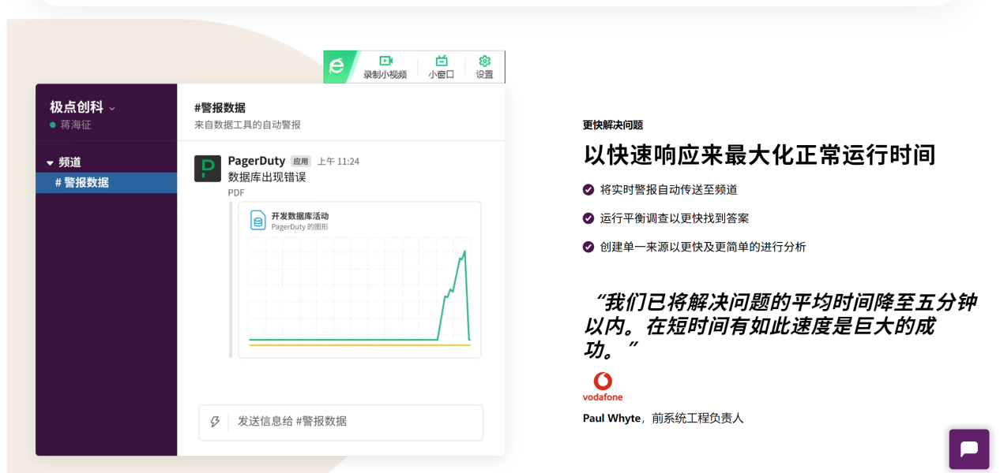 录制小视频
小窗口
设置
极点创科
蒋海征
频道
# 警报数据
#警报数据
来自数据工具的自动警报
PagerDuty 应用 上午 11:24
数据库出现错误
PDF
开发数据库活动
PagerDuty 的图形
发送信息给 #警报数据
更快解决问题
以快速响应来最大化正常运行时间
将实时警报自动传送至频道
运行平衡调查以更快找到答案
创建单一来源以更快及更简单的进行分析
“我们已将解决问题的平均时间降至五分钟
以内。在短时间有如此速度是巨大的成
功。”
vodafone
Paul Whyte，前系统工程负责人